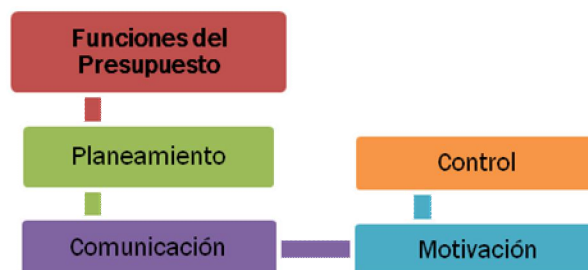 Funciones del
Presupuesto
Planeamiento
Control
Comunicación
Motivación